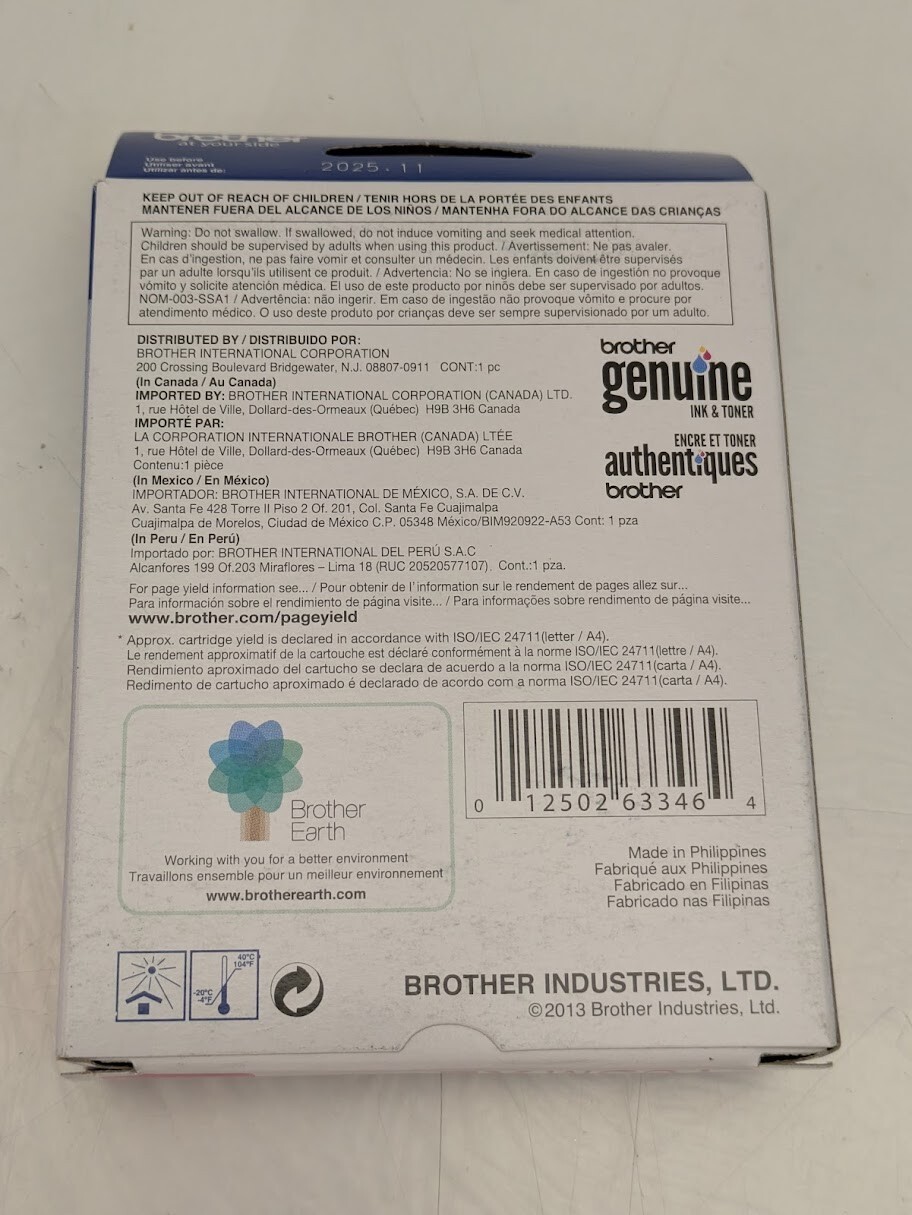 brother
at your side
Use before
Utiliser avant
Utilizar antes de:
2025.11
KEEP OUT OF REACH OF CHILDREN / TENIR HORS DE LA PORTÉE DES ENFANTS
MANTENER FUERA DEL ALCANCE DE LOS NIÑOS / MANTENHA FORA DO ALCANCE DAS CRIANÇAS
Warning: Do not swallow. If swallowed, do not induce vomiting and seek medical attention.
Children should be supervised by adults when using this product. / Avertissement: Ne pas avaler.
En cas d'ingestion, ne pas faire vomir et consulter un médecin. Les enfants doivent être supervisés
par un adulte lorsqu'ils utilisent ce produit. / Advertencia: No se ingiera. En caso de ingestión no provoque
vómito y solicite atención médica. El uso de este producto por niños debe ser supervisado por adultos.
NOM-003-SSA1 / Advertência: não ingerir. Em caso de ingestão não provoque vômito e procure por
atendimento médico. O uso deste produto por crianças deve ser sempre supervisionado por um adulto.
DISTRIBUTED BY / DISTRIBUIDO POR:
BROTHER INTERNATIONAL CORPORATION
200 Crossing Boulevard Bridgewater, N.J. 08807-0911 CONT:1 pc
(In Canada / Au Canada)
IMPORTED BY: BROTHER INTERNATIONAL CORPORATION (CANADA) LTD.
1, rue Hôtel de Ville, Dollard-des-Ormeaux (Québec) H9B 3H6 Canada
IMPORTÉ PAR:
LA CORPORATION INTERNATIONALE BROTHER (CANADA) LTÉE
1, rue Hôtel de Ville, Dollard-des-Ormeaux (Québec) H9B 3H6 Canada
Contenu:1 pièce
(In Mexico / En México)
IMPORTADOR: BROTHER INTERNATIONAL DE MÉXICO, S.A. DE C.V.
Av. Santa Fe 428 Torre II Piso 2 Of. 201, Col. Santa Fe Cuajimalpa
Cuajimalpa de Morelos, Ciudad de México C.P. 05348 México/BIM920922-A53 Cont: 1 pza
(In Peru / En Perú)
Importado por: BROTHER INTERNATIONAL DEL PERÚ S.A.C
Alcanfores 199 Of.203 Miraflores – Lima 18 (RUC 20520577107). Cont.:1 pza.
brother
genuine
INK & TONER
ENCRE ET TONER
authentiques
brother
For page yield information see... / Pour obtenir de l'information sur le rendement de pages allez sur...
Para información sobre el rendimiento de página visite... / Para informações sobre rendimento de página visite...
www.brother.com/pageyield
* Approx. cartridge yield is declared in accordance with ISO/IEC 24711(letter / A4).
Le rendement approximatif de la cartouche est déclaré conformément à la norme ISO/IEC 24711(lettre / A4).
Rendimiento aproximado del cartucho se declara de acuerdo a la norma ISO/IEC 24711(carta / A4).
Redimento de cartucho aproximado é declarado de acordo com a norma ISO/IEC 24711(carta / A4).
Brother
Earth
Working with you for a better environment
Travaillons ensemble pour un meilleur environnement
www.brotherearth.com
0 12502 63346 4
Made in Philippines
Fabriqué aux Philippines
Fabricado en Filipinas
Fabricado nas Filipinas
40°C
104°F
-20°C
-4°F
BROTHER INDUSTRIES, LTD.
©2013 Brother Industries, Ltd.